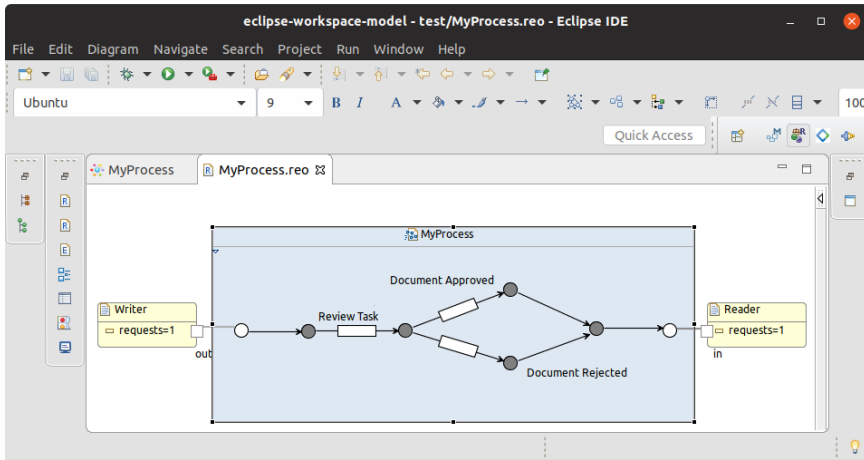 eclipse-workspace-model - test/MyProcess.reo - Eclipse IDE
File Edit Diagram Navigate Search Project Run Window Help
Ubuntu 9 B I A 100
Quick Access
MyProcess MyProcess.reo
MyProcess
Document Approved
Writer
Review Task
Reader
requests=1
requests=1
out
in
Document Rejected